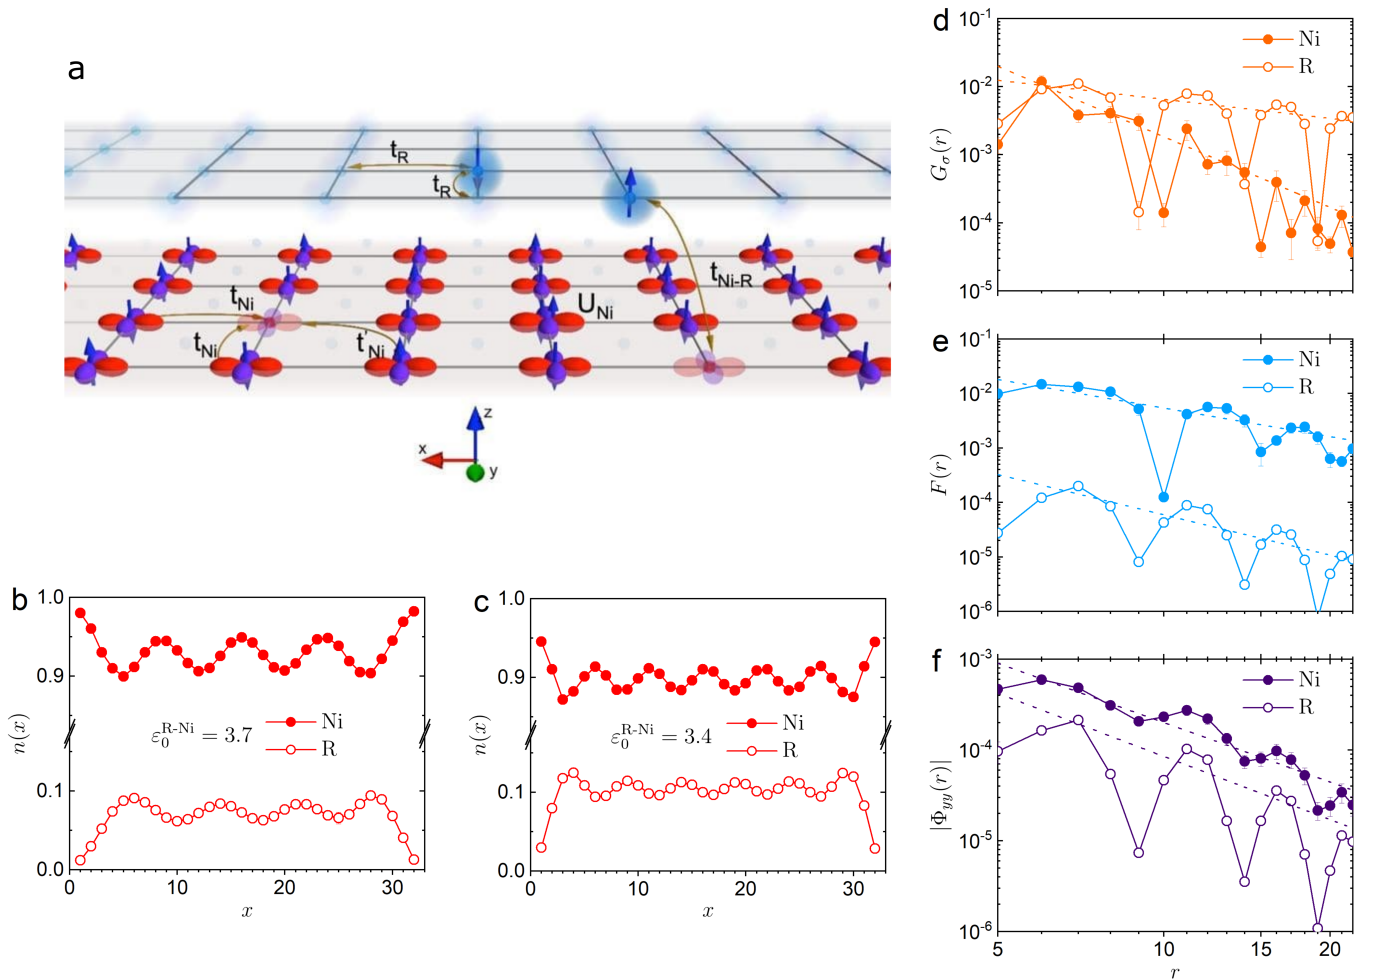 a
t_R
t_R
t_Ni-R
t_Ni
U_Ni
t_Ni
t'_Ni
z
x
y
b
1.0
0.9
n(x)
ε₀^R-Ni = 3.7
Ni
R
0.1
0.0
0
10
20
30
x
c
1.0
0.9
n(x)
ε₀^R-Ni = 3.4
Ni
R
0.1
0.0
0
10
20
30
x
d
10^-1
10^-2
10^-3
10^-4
10^-5
G_σ(r)
Ni
R
e
10^-1
10^-2
10^-3
10^-4
10^-5
10^-6
F(r)
Ni
R
f
10^-3
10^-4
10^-5
10^-6
|Φ_yy(r)|
Ni
R
5
10
15
20
r